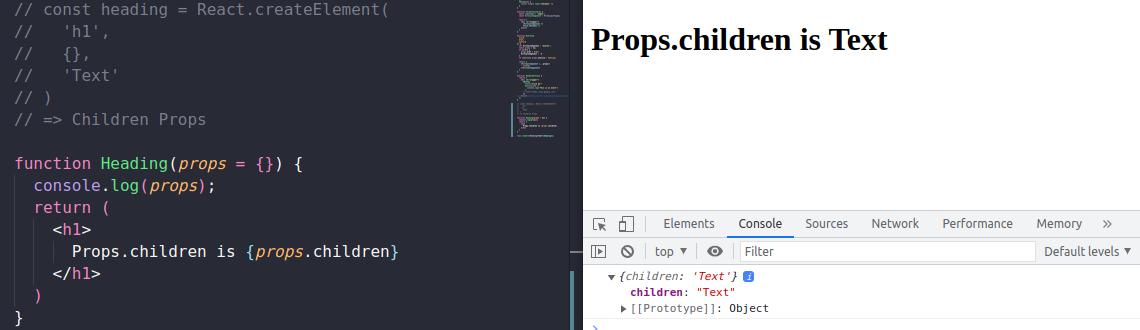 // const heading = React.createElement(
//   'h1',
//   {},
//   'Text'
// )
// => Children Props
function Heading(props = {}) {
  console.log(props);
  return (
    <h1>
      Props.children is {props.children}
    </h1>
  )
}
Props.children is Text
Elements Console Sources Network Performance Memory »
top ▼ Filter Default levels ▼
▼ {children: 'Text'} i
children: "Text"
▶ [[Prototype]]: Object